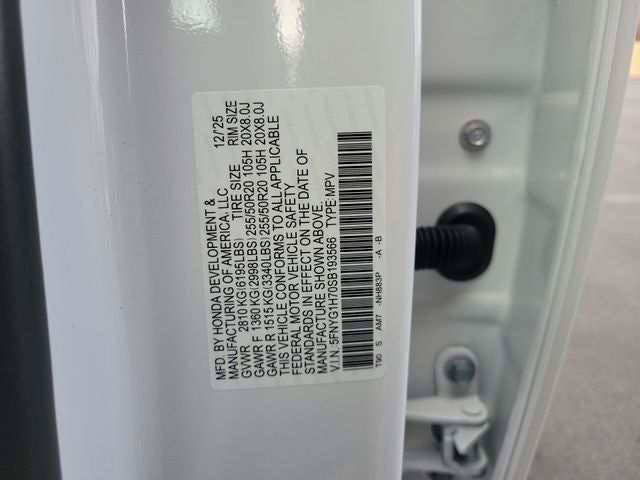 MFD. BY HONDA DEVELOPMENT &
MANUFACTURING OF AMERICA, LLC 12/25
GVWR 2810 KG(6195LBS) TIRE SIZE RIM SIZE
GAWR F 1360 KG(2998LBS) 255/50R20 105H 20X8.0J
GAWR R 1515 KG(3340LBS) 255/50R20 105H 20X8.0J
THIS VEHICLE CONFORMS TO ALL APPLICABLE
FEDERAL MOTOR VEHICLE SAFETY
STANDARDS IN EFFECT ON THE DATE OF
MANUFACTURE SHOWN ABOVE.
V.I.N. 5FNYG1H70SB193566 TYPE:MPV
T90 S AM7 -NH883P -A -B